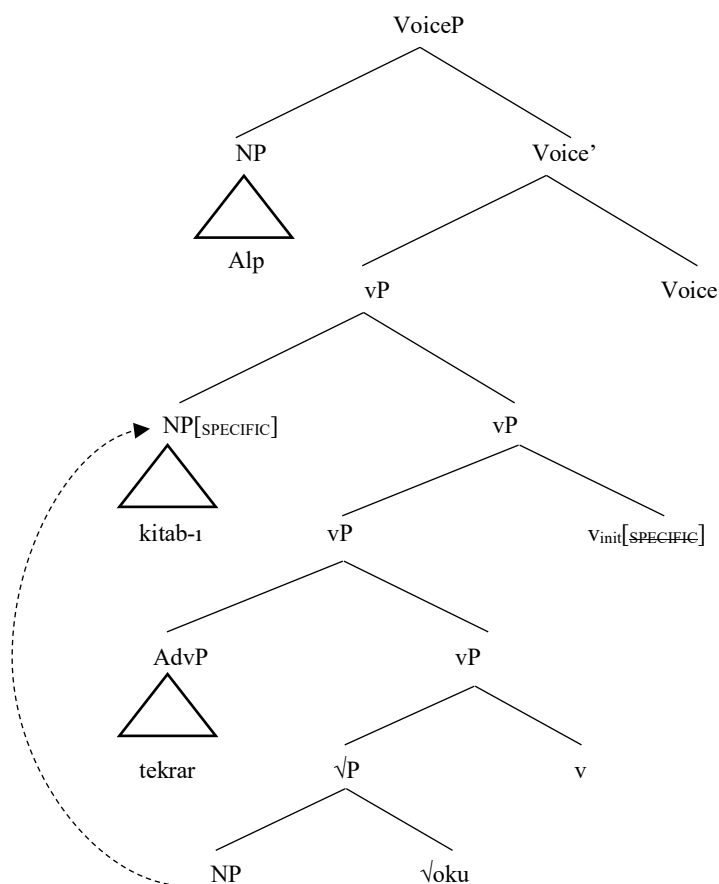 VoiceP
NP Voice’
Alp
vP Voice
NP[SPECIFIC] vP
kitab-ı vP vinit[SPECIFIC]
AdvP vP
tekrar √P v
NP √oku